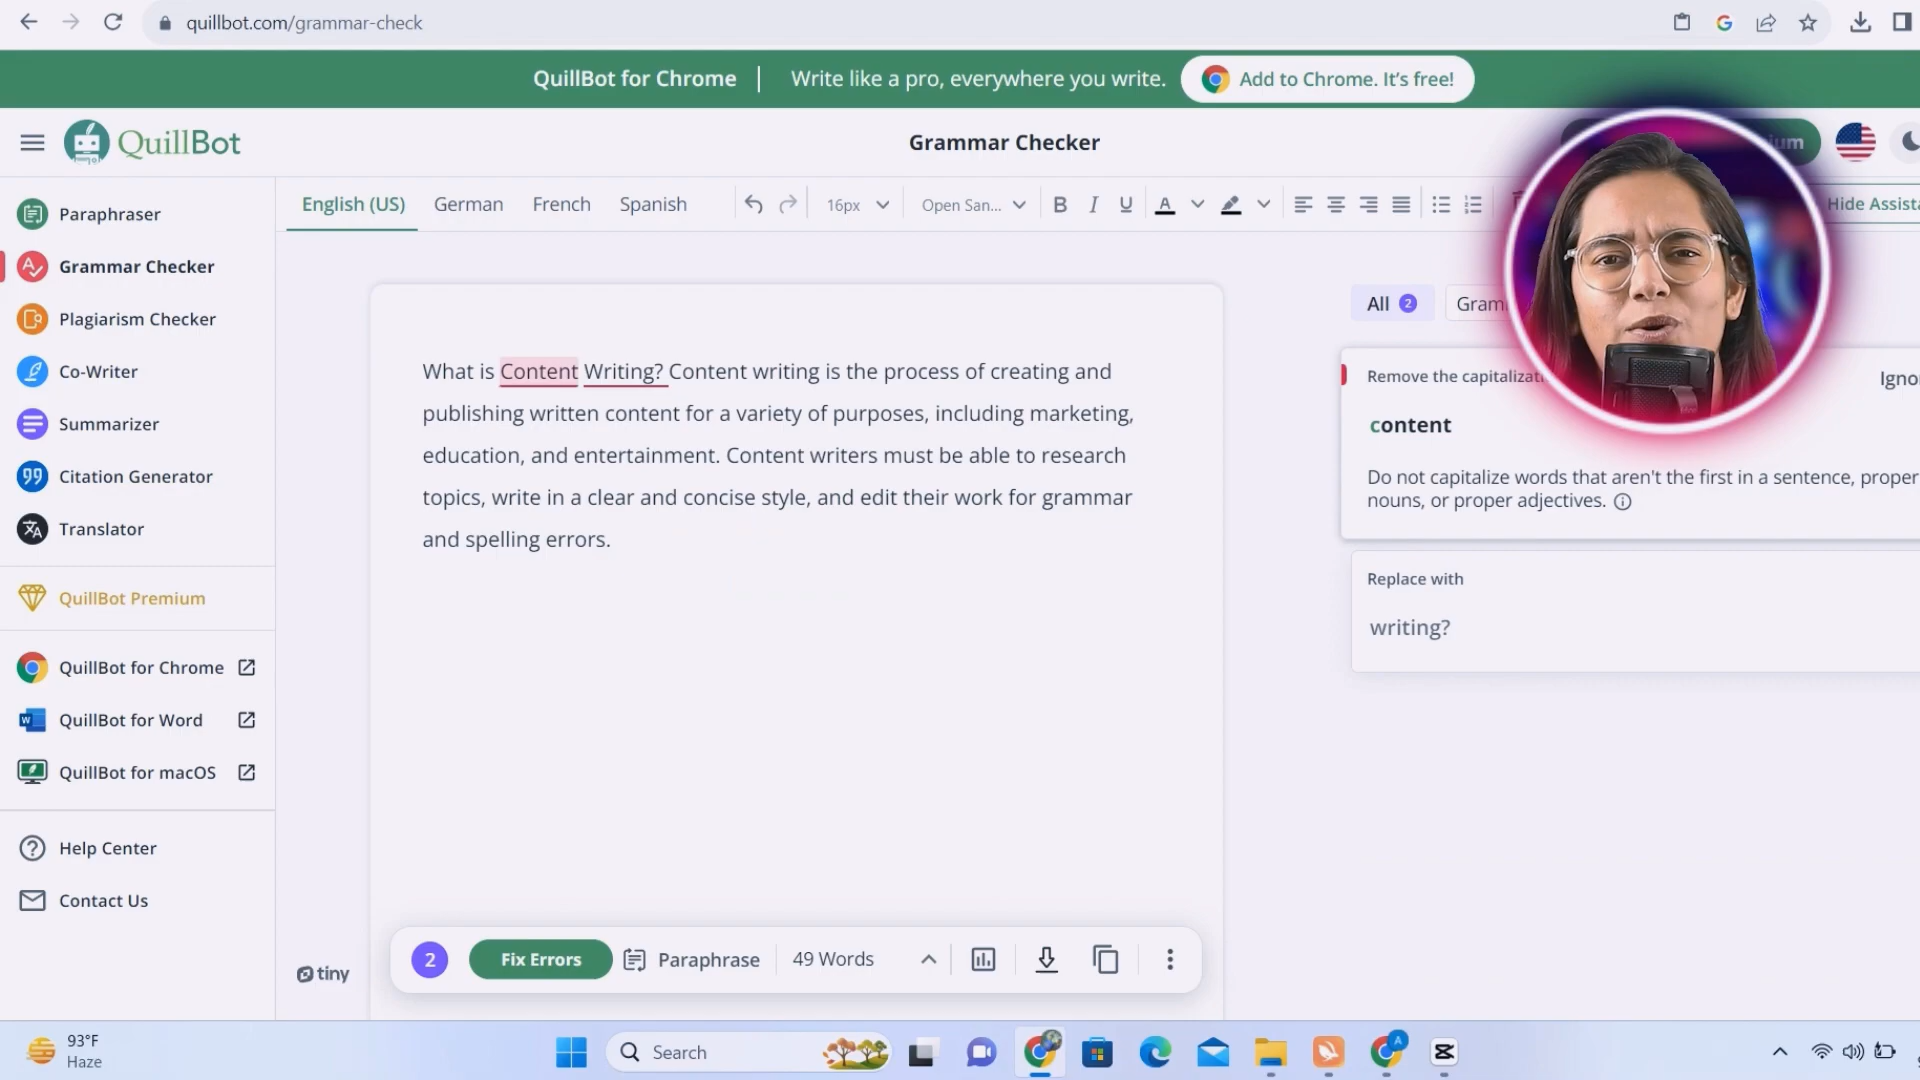 quillbot.com/grammar-check
QuillBot for Chrome | Write like a pro, everywhere you write. Add to Chrome. It's free!
QuillBot
Grammar Checker
Paraphraser
Grammar Checker
Plagiarism Checker
Co-Writer
Summarizer
Citation Generator
Translator
QuillBot Premium
QuillBot for Chrome
QuillBot for Word
QuillBot for macOS
Help Center
Contact Us
English (US) German French Spanish 16px Open San... B I U A Hide Assista
What is Content Writing? Content writing is the process of creating and
publishing written content for a variety of purposes, including marketing,
education, and entertainment. Content writers must be able to research
topics, write in a clear and concise style, and edit their work for grammar
and spelling errors.
tiny
2 Fix Errors Paraphrase 49 Words
All 2 Gram
Remove the capitalizati Igno
content
Do not capitalize words that aren't the first in a sentence, proper
nouns, or proper adjectives.
Replace with
writing?
93°F
Haze
Search